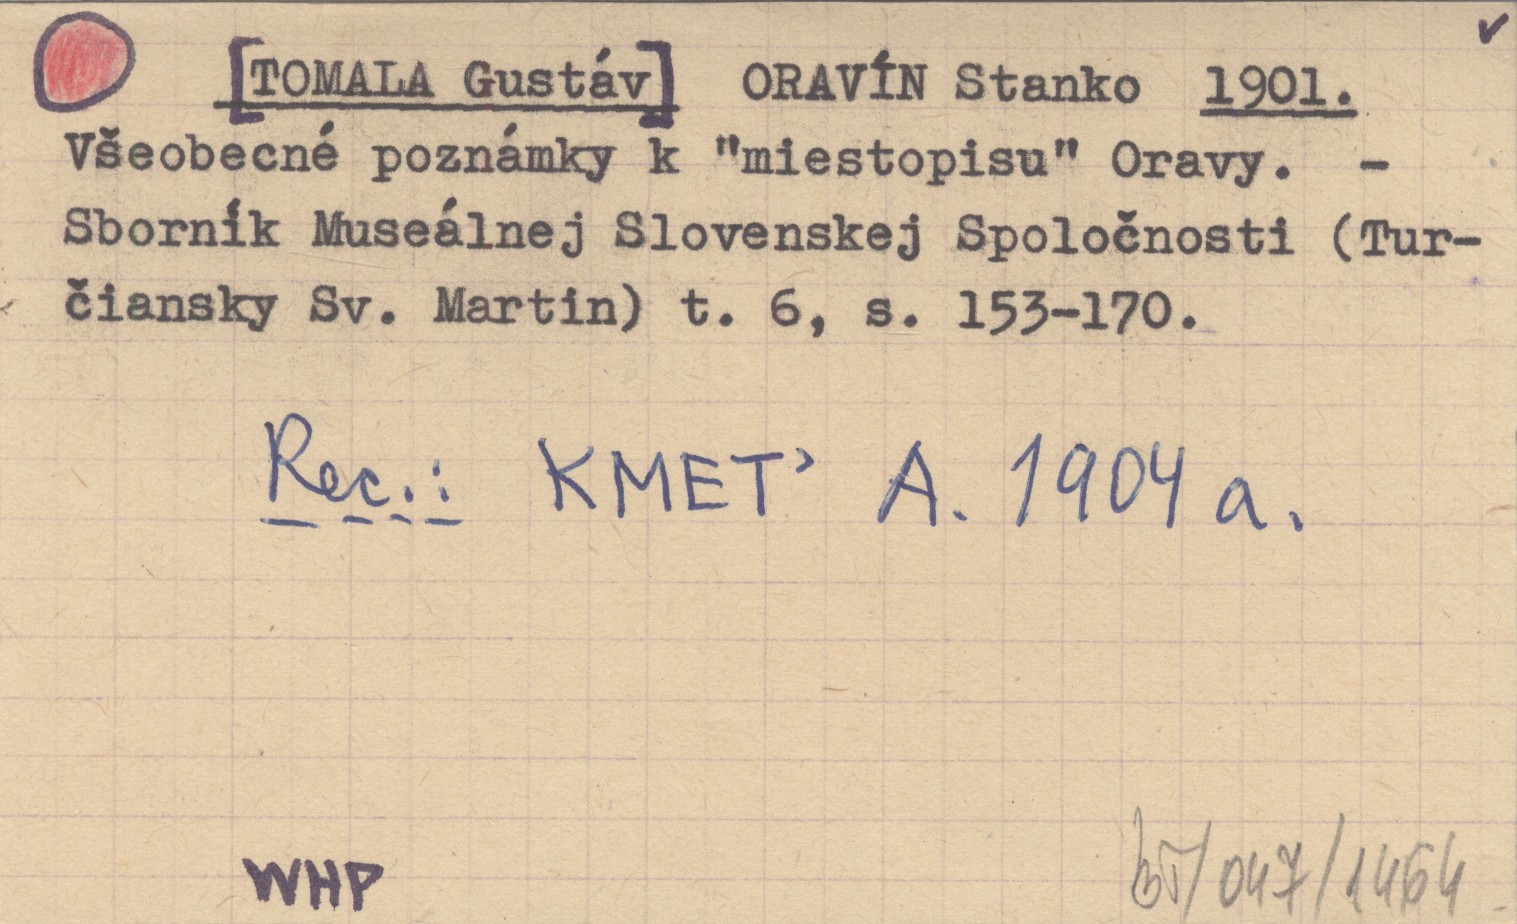 [TOMALA Gustáv] ORAVÍN Stanko 1901.
Všeobecné poznámky k "miestopisu" Oravy. -
Sborník Museálnej Slovenskej Spoločnosti (Tur-
čiansky Sv. Martin) t. 6, s. 153-170.
Rec.: KMEŤ A. 1904 a.
WHP
/047/1464